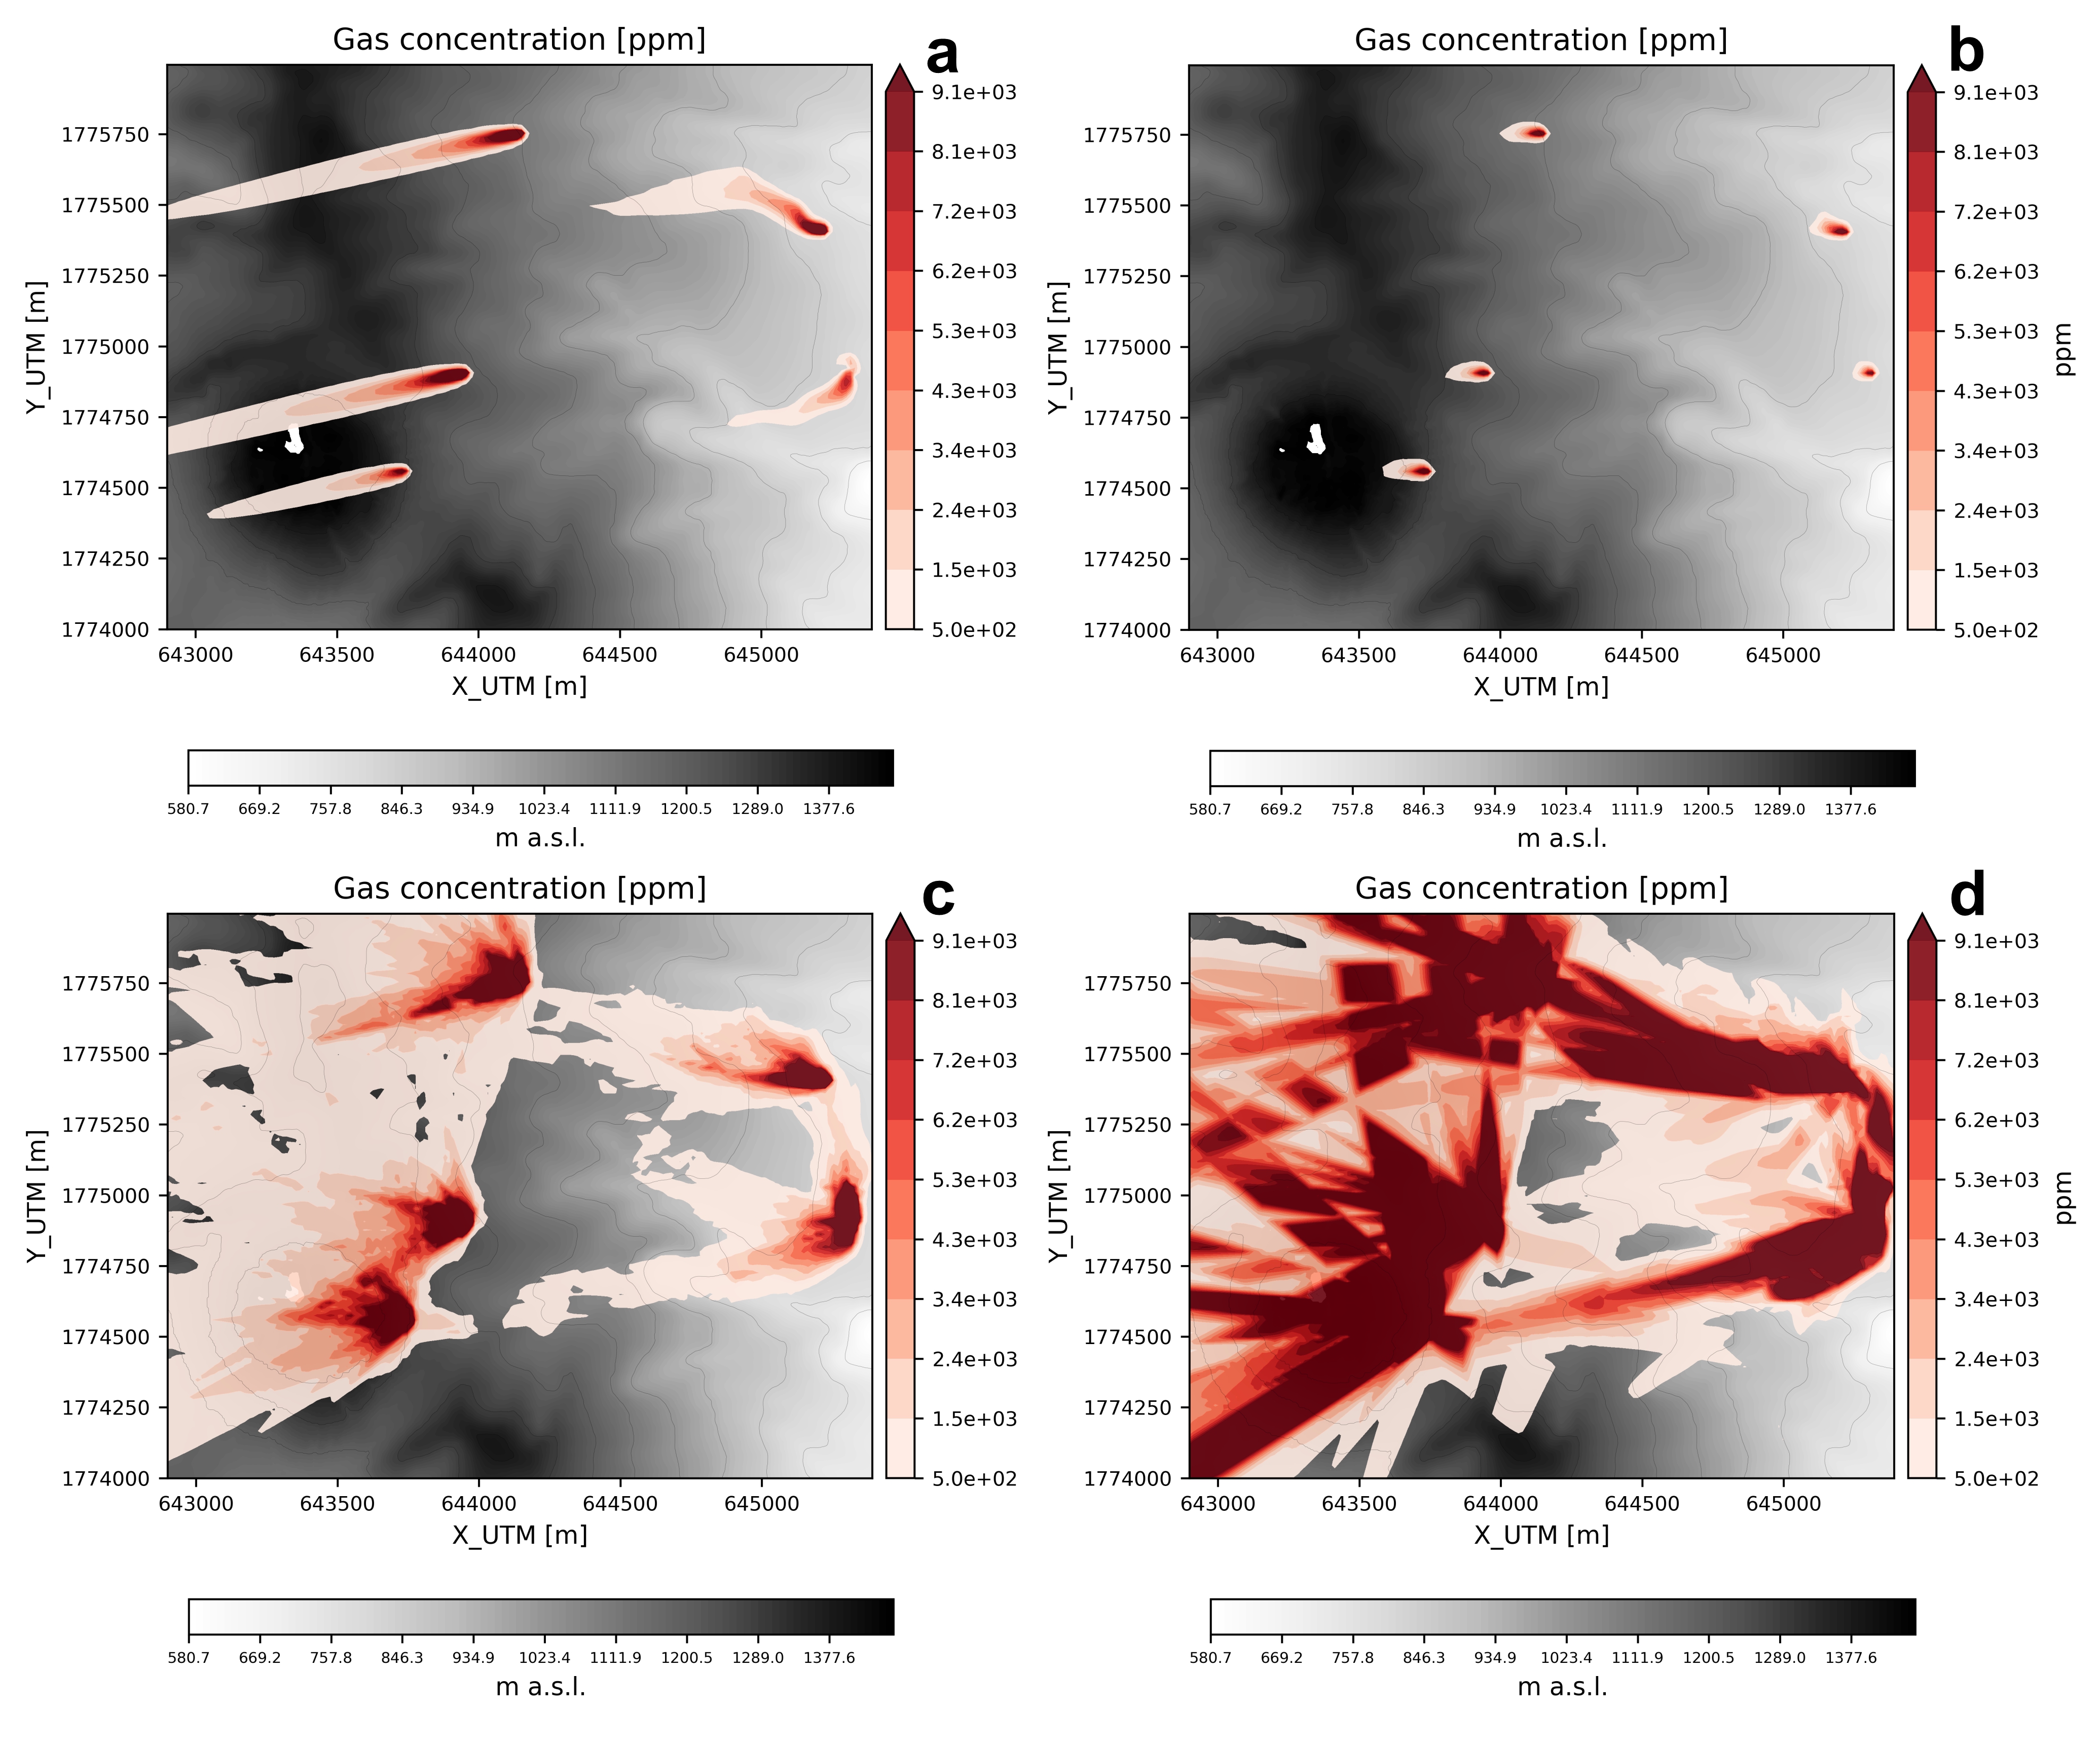 Gas concentration [ppm]
a
9.1e+03
8.1e+03
7.2e+03
6.2e+03
5.3e+03
4.3e+03
3.4e+03
2.4e+03
1.5e+03
5.0e+02
1775750
1775500
1775250
1775000
1774750
1774500
1774250
1774000
Y_UTM [m]
643000 643500 644000 644500 645000
X_UTM [m]
580.7 669.2 757.8 846.3 934.9 1023.4 1111.9 1200.5 1289.0 1377.6
m a.s.l.
Gas concentration [ppm]
b
9.1e+03
8.1e+03
7.2e+03
6.2e+03
5.3e+03
4.3e+03
3.4e+03
2.4e+03
1.5e+03
5.0e+02
ppm
1775750
1775500
1775250
1775000
1774750
1774500
1774250
1774000
Y_UTM [m]
643000 643500 644000 644500 645000
X_UTM [m]
580.7 669.2 757.8 846.3 934.9 1023.4 1111.9 1200.5 1289.0 1377.6
m a.s.l.
Gas concentration [ppm]
c
9.1e+03
8.1e+03
7.2e+03
6.2e+03
5.3e+03
4.3e+03
3.4e+03
2.4e+03
1.5e+03
5.0e+02
1775750
1775500
1775250
1775000
1774750
1774500
1774250
1774000
Y_UTM [m]
643000 643500 644000 644500 645000
X_UTM [m]
580.7 669.2 757.8 846.3 934.9 1023.4 1111.9 1200.5 1289.0 1377.6
m a.s.l.
Gas concentration [ppm]
d
9.1e+03
8.1e+03
7.2e+03
6.2e+03
5.3e+03
4.3e+03
3.4e+03
2.4e+03
1.5e+03
5.0e+02
ppm
1775750
1775500
1775250
1775000
1774750
1774500
1774250
1774000
Y_UTM [m]
643000 643500 644000 644500 645000
X_UTM [m]
580.7 669.2 757.8 846.3 934.9 1023.4 1111.9 1200.5 1289.0 1377.6
m a.s.l.